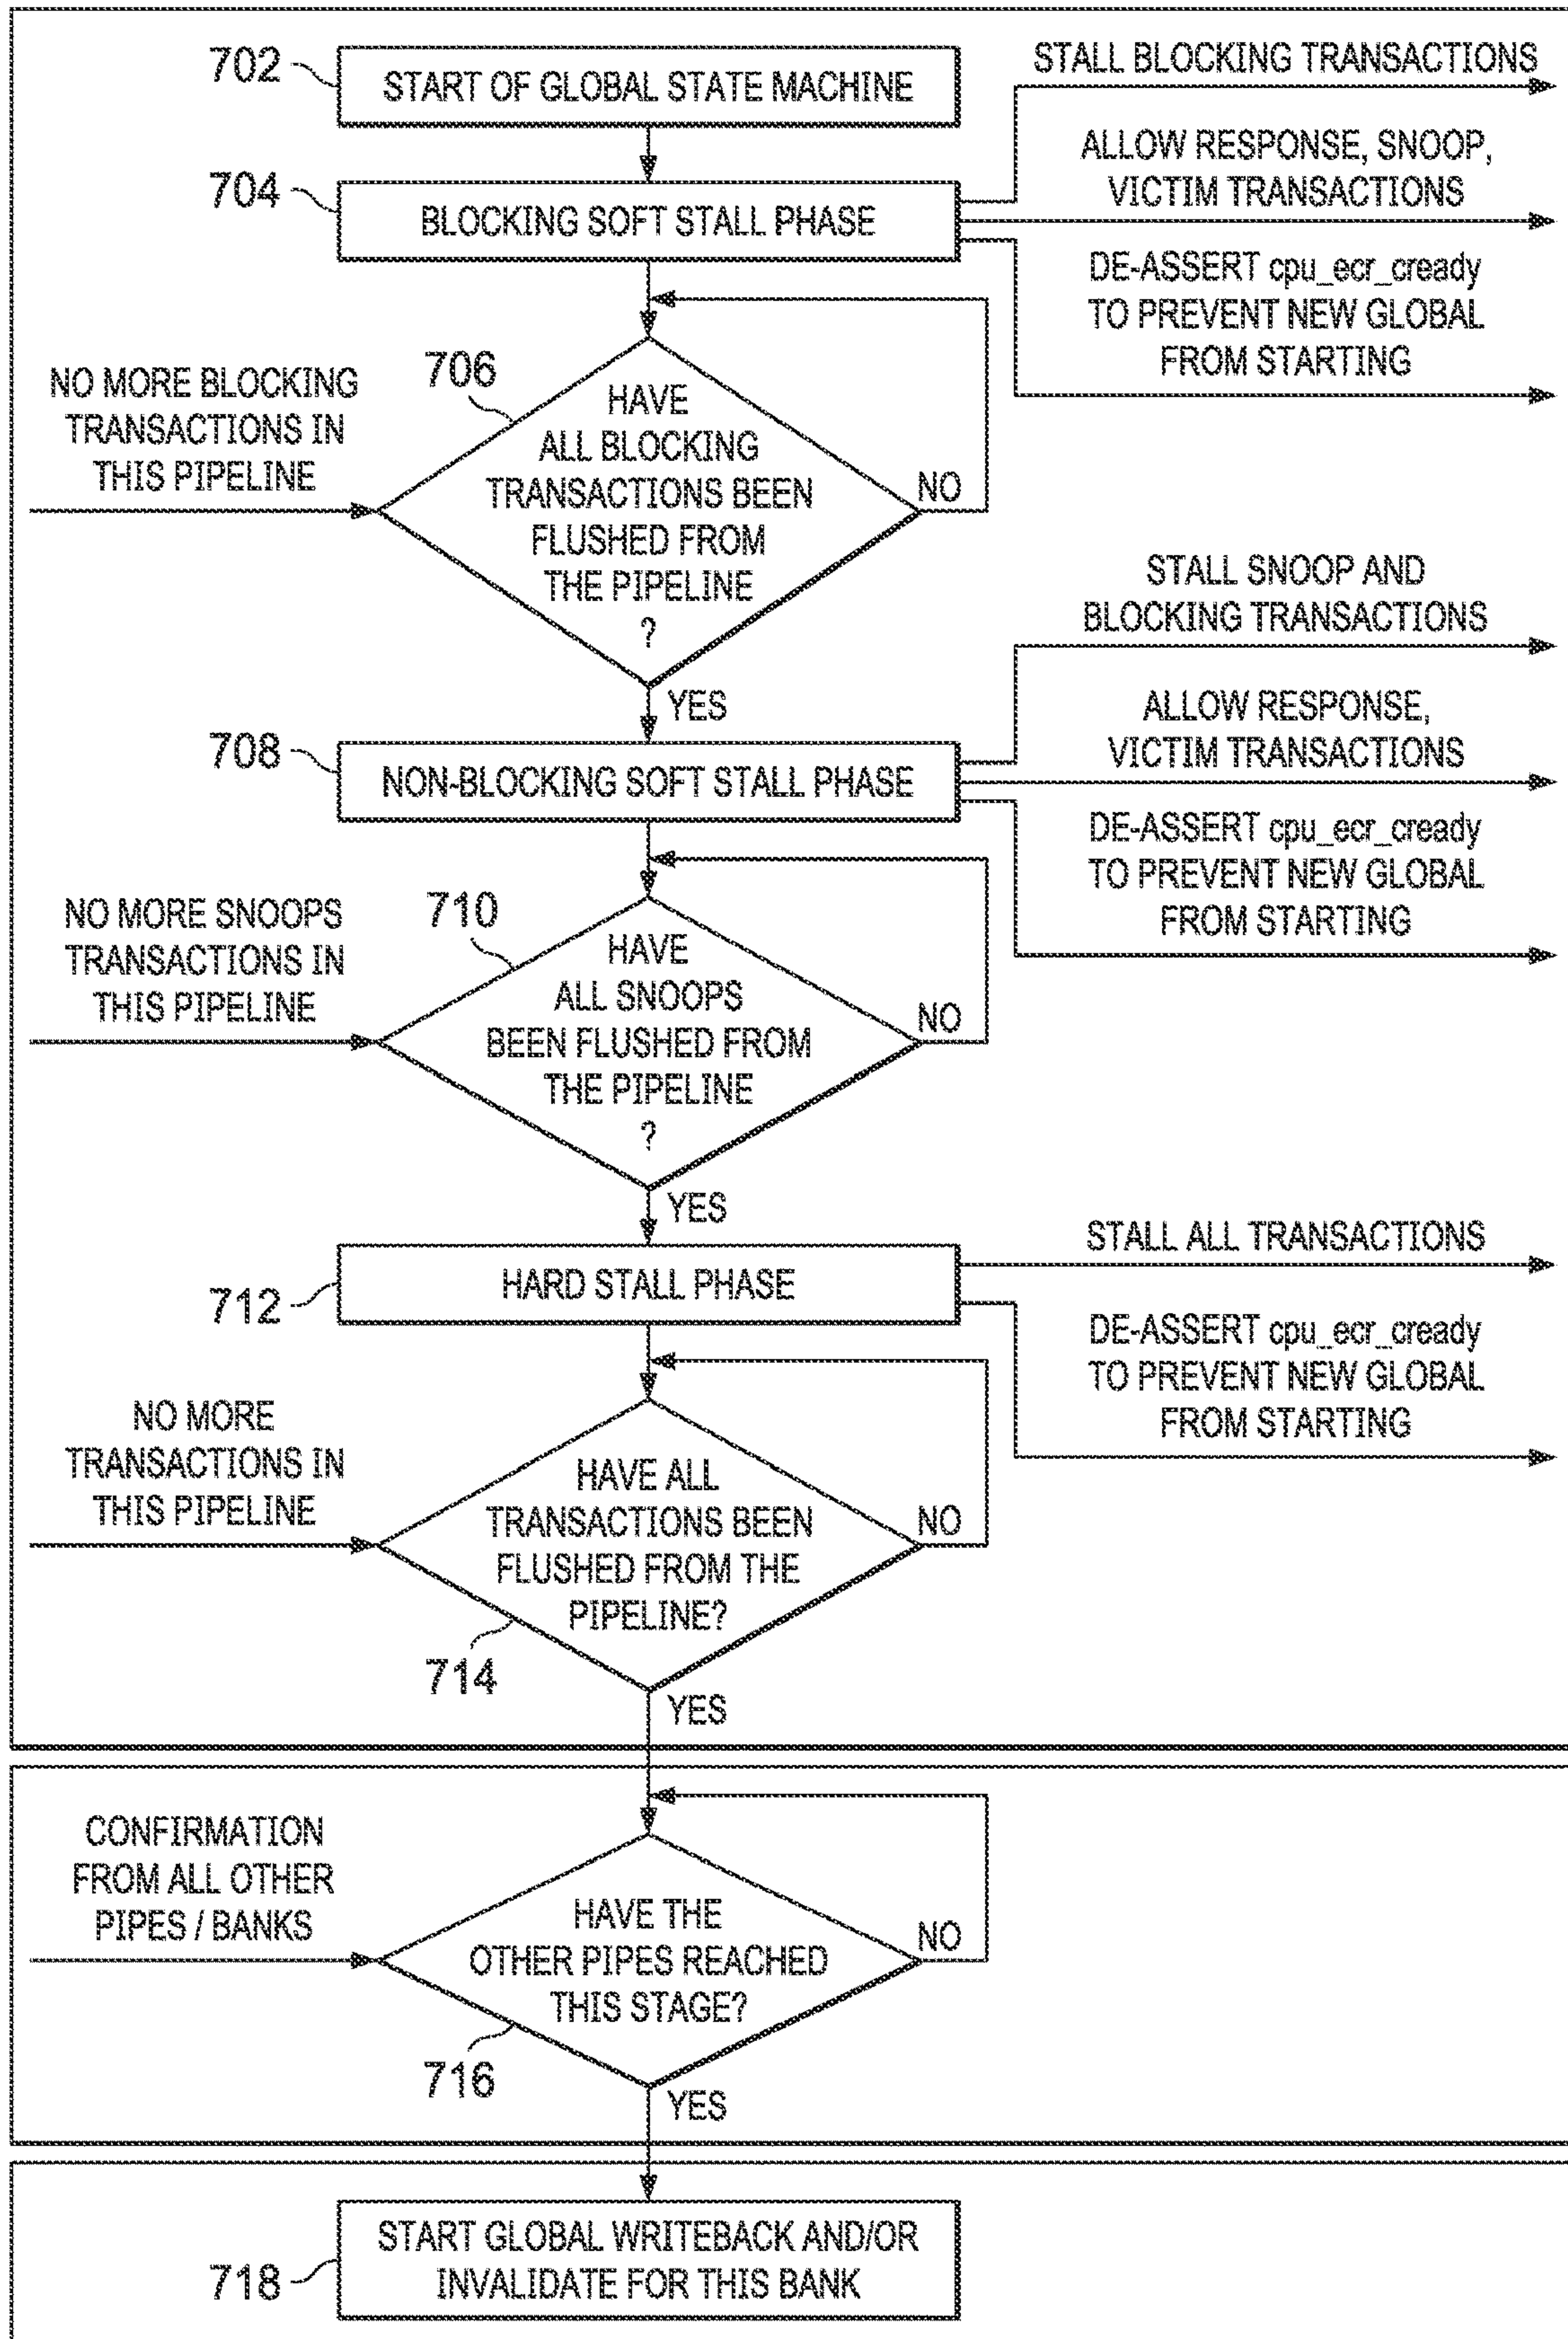 702
START OF GLOBAL STATE MACHINE
STALL BLOCKING TRANSACTIONS
704
BLOCKING SOFT STALL PHASE
ALLOW RESPONSE, SNOOP,
VICTIM TRANSACTIONS
DE-ASSERT cpu_ecr_cready
TO PREVENT NEW GLOBAL
FROM STARTING
NO MORE BLOCKING
TRANSACTIONS IN
THIS PIPELINE
706
HAVE
ALL BLOCKING
TRANSACTIONS BEEN
FLUSHED FROM
THE PIPELINE
?
NO
YES
708
NON-BLOCKING SOFT STALL PHASE
STALL SNOOP AND
BLOCKING TRANSACTIONS
ALLOW RESPONSE,
VICTIM TRANSACTIONS
DE-ASSERT cpu_ecr_cready
TO PREVENT NEW GLOBAL
FROM STARTING
NO MORE SNOOPS
TRANSACTIONS IN
THIS PIPELINE
710
HAVE
ALL SNOOPS
BEEN FLUSHED FROM
THE PIPELINE
?
NO
YES
712
HARD STALL PHASE
STALL ALL TRANSACTIONS
DE-ASSERT cpu_ecr_cready
TO PREVENT NEW GLOBAL
FROM STARTING
NO MORE
TRANSACTIONS IN
THIS PIPELINE
HAVE ALL
TRANSACTIONS BEEN
FLUSHED FROM THE
PIPELINE?
714
NO
YES
CONFIRMATION
FROM ALL OTHER
PIPES / BANKS
HAVE THE
OTHER PIPES REACHED
THIS STAGE?
716
NO
YES
718
START GLOBAL WRITEBACK AND/OR
INVALIDATE FOR THIS BANK